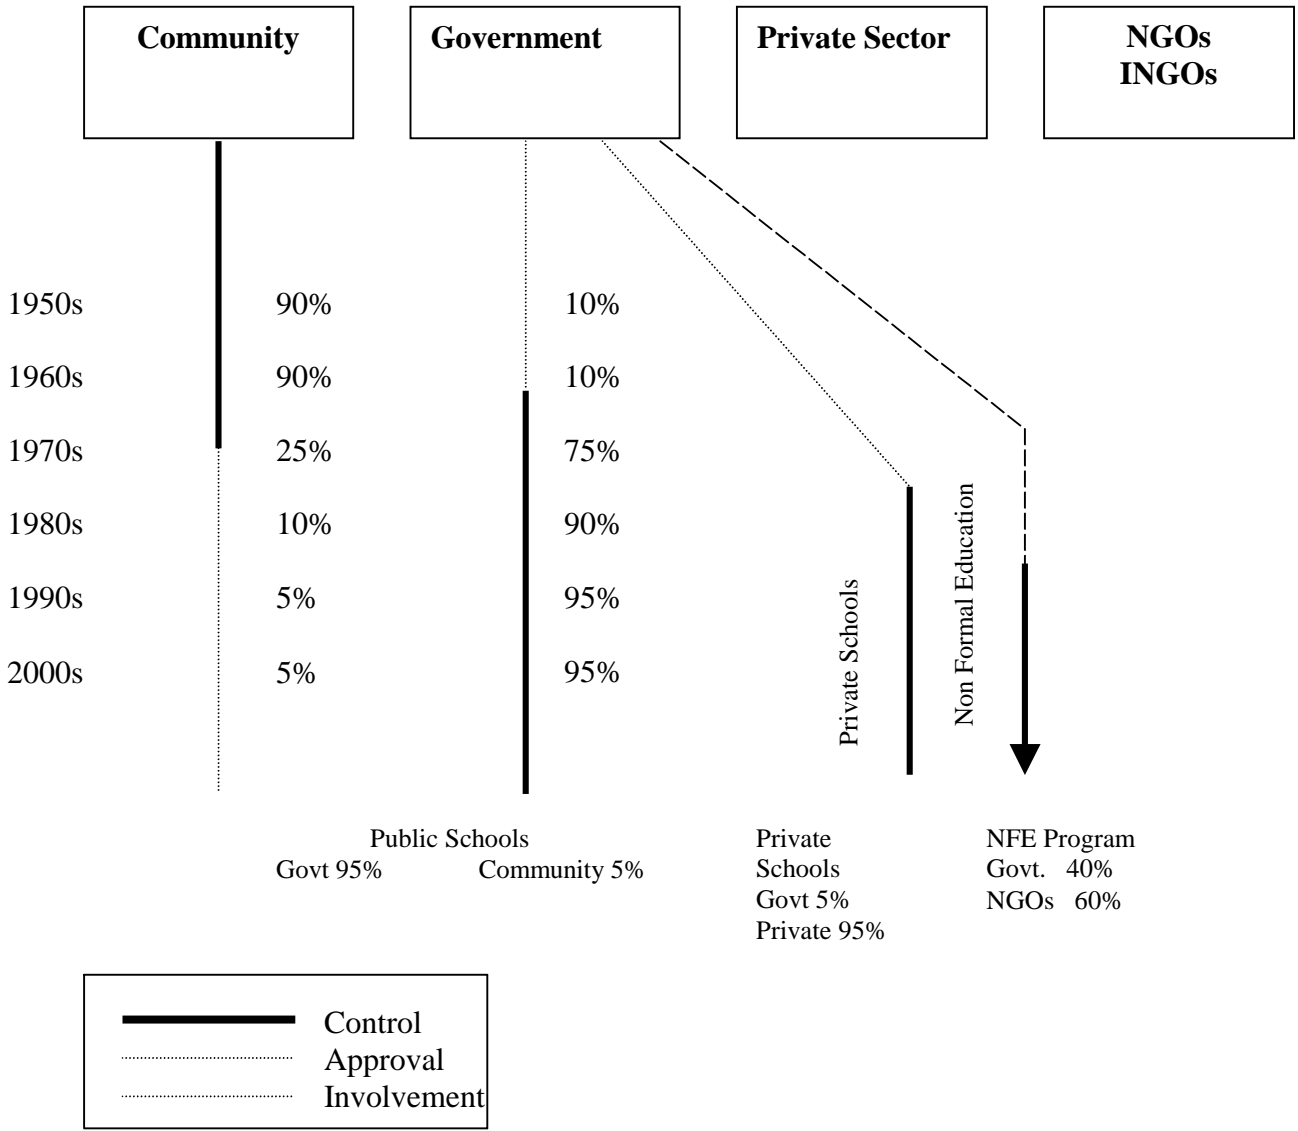 Community
Government
Private Sector
NGOs
INGOs
1950s 90% 10%
1960s 90% 10%
1970s 25% 75%
1980s 10% 90%
1990s 5% 95%
2000s 5% 95%
Private Schools
Non Formal Education
Public Schools
Govt 95% Community 5%
Private
Schools
Govt 5%
Private 95%
NFE Program
Govt. 40%
NGOs 60%
Control
Approval
Involvement